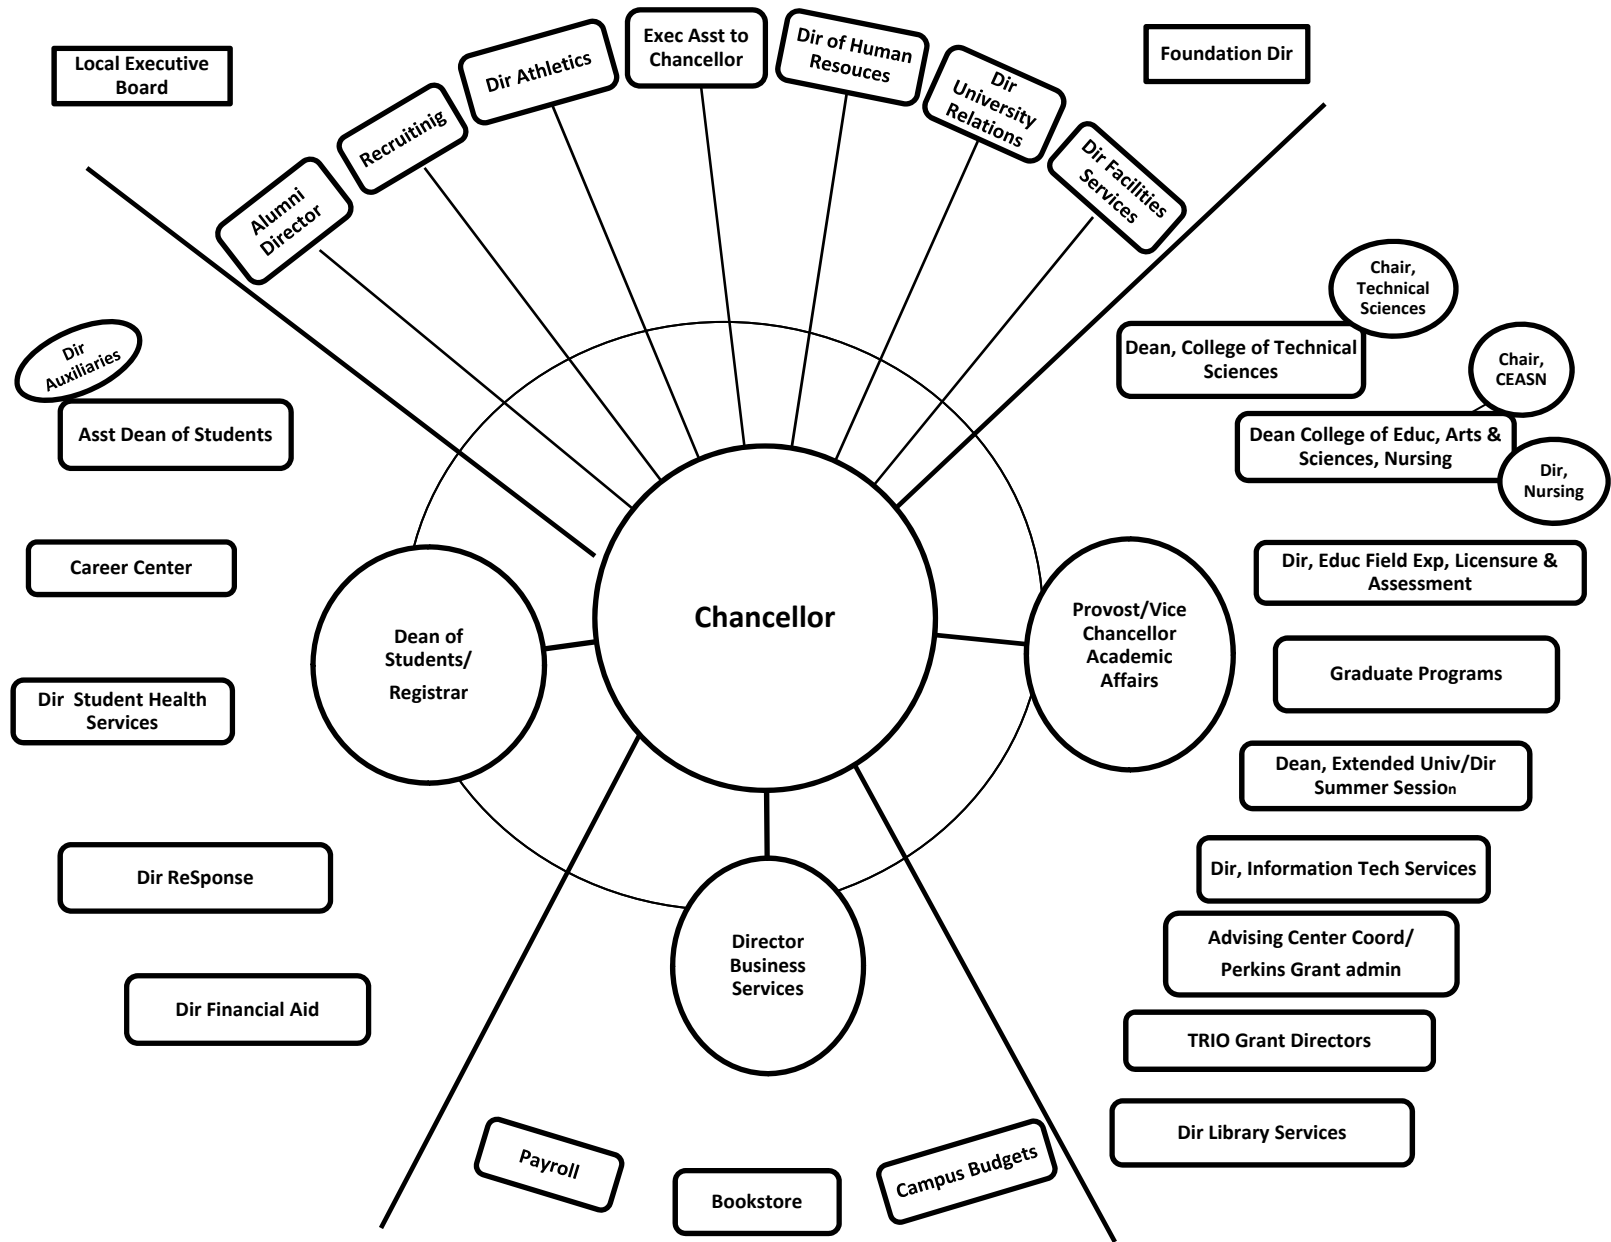 Local Executive
Board
Alumni
Director
Recruitinig
Dir Athletics
Exec Asst to
Chancellor
Dir of Human
Resouces
Dir
University
Relations
Dir Facilities
Services
Foundation Dir
Chair,
Technical
Sciences
Dean, College of Technical
Sciences
Chair,
CEASN
Dean College of Educ, Arts &
Sciences, Nursing
Dir,
Nursing
Dir
Auxiliaries
Asst Dean of Students
Career Center
Dir  Student Health
Services
Dir ReSponse
Dir Financial Aid
Dean of
Students/
Registrar
Chancellor
Provost/Vice
Chancellor
Academic
Affairs
Director
Business
Services
Dir, Educ Field Exp, Licensure &
Assessment
Graduate Programs
Dean, Extended Univ/Dir
Summer Session
Dir, Information Tech Services
Advising Center Coord/
Perkins Grant admin
TRIO Grant Directors
Dir Library Services
Payroll
Bookstore
Campus Budgets